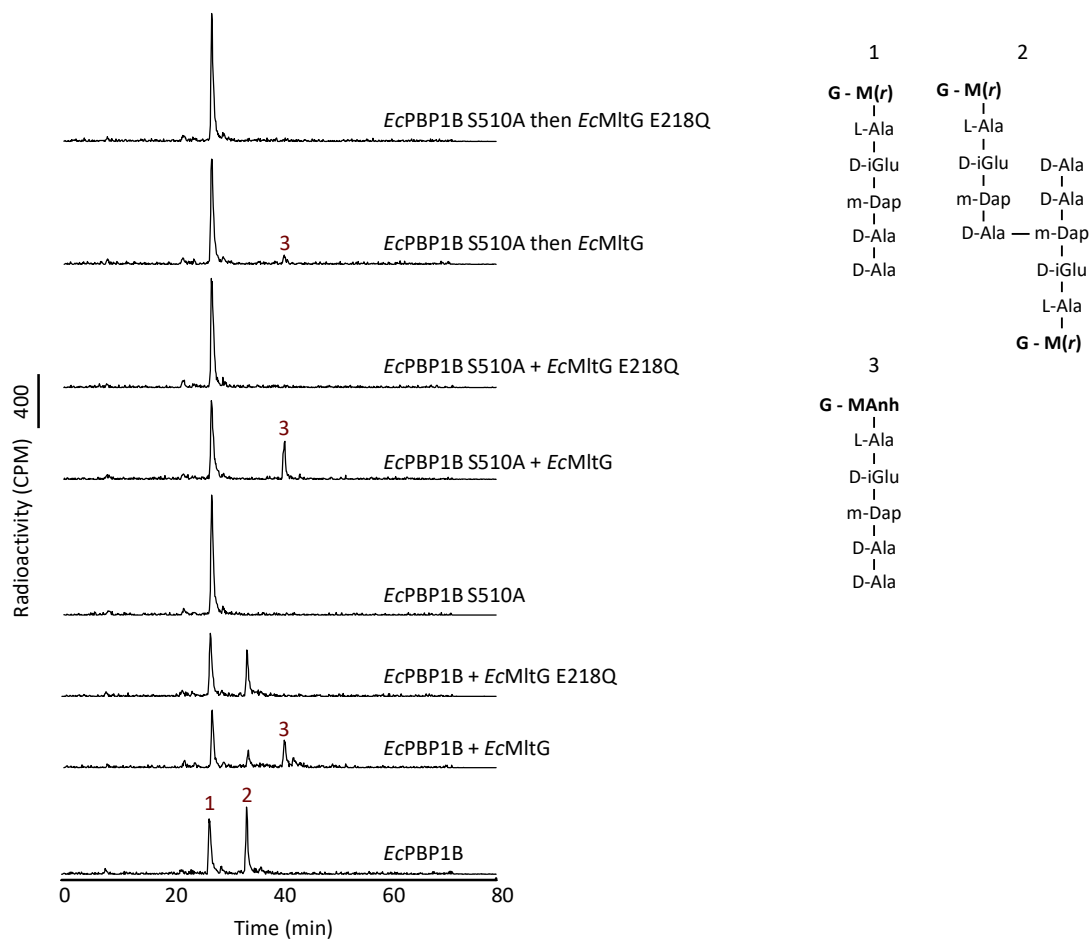 EcPBP1B S510A then EcMltG E218Q
3
EcPBP1B S510A then EcMltG
EcPBP1B S510A + EcMltG E218Q
3
EcPBP1B S510A + EcMltG
EcPBP1B S510A
EcPBP1B + EcMltG E218Q
3
EcPBP1B + EcMltG
1
2
EcPBP1B
Radioactivity (CPM)
400
0
20
40
60
80
Time (min)
1
G - M(r)
L-Ala
D-iGlu
m-Dap
D-Ala
D-Ala
2
G - M(r)
L-Ala
D-iGlu
m-Dap
D-Ala
D-Ala
D-Ala
m-Dap
D-iGlu
L-Ala
G - M(r)
3
G - MAnh
L-Ala
D-iGlu
m-Dap
D-Ala
D-Ala